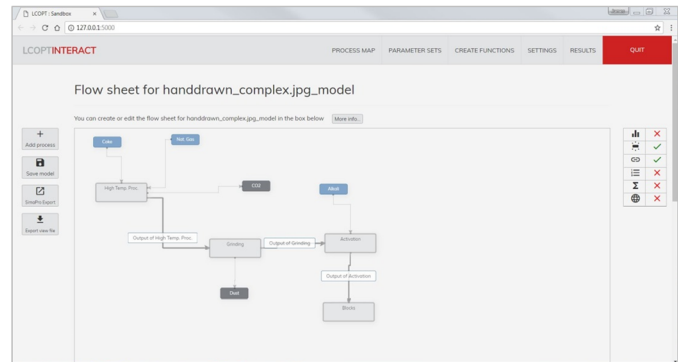 LCOPT : Sandbox
127.0.0.1:5000
LCOPTINTERACT
PROCESS MAP
PARAMETER SETS
CREATE FUNCTIONS
SETTINGS
RESULTS
QUIT
Flow sheet for handdrawn_complex.jpg_model
You can create or edit the flow sheet for handdrawn_complex.jpg_model in the box below
More info...
Add process
Save model
SimaPro Export
Export view file
Coke
Nat. Gas
High Temp. Proc.
CO2
Alkali
Output of High Temp. Proc.
Grinding
Output of Grinding
Activation
Output of Activation
Dust
Blocks